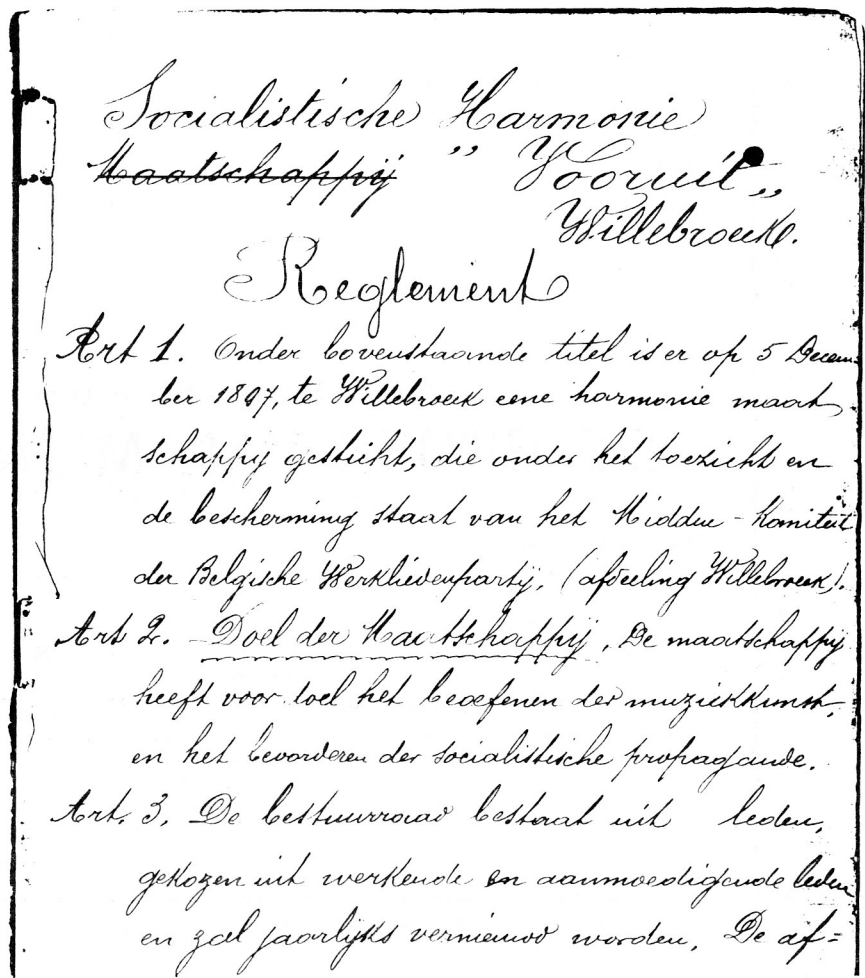 Socialistische Harmonie
Maatschappij " Vooruit „
Willebroeck.
Reglement
Art 1. Onder bovenstaande titel is er op 5 Decem-
ber 1897, te Willebroeck eene harmonie maat
schappij gesticht, die onder het toezicht en
de bescherming staat van het Midden-Komiteit
der Belgische Werkliedenpartij, (afdeeling Willebroeck).
Art 2. Doel der Maatschappij. De maatschappij
heeft voor toel het beoefenen der muziekkunst,
en het bevorderen der socialistische propagande.
Art. 3. De bestuurraad bestaat uit leden,
gekozen uit werkende en aanmoedigende leden
en zal jaarlijks vernieuwd worden. De af=